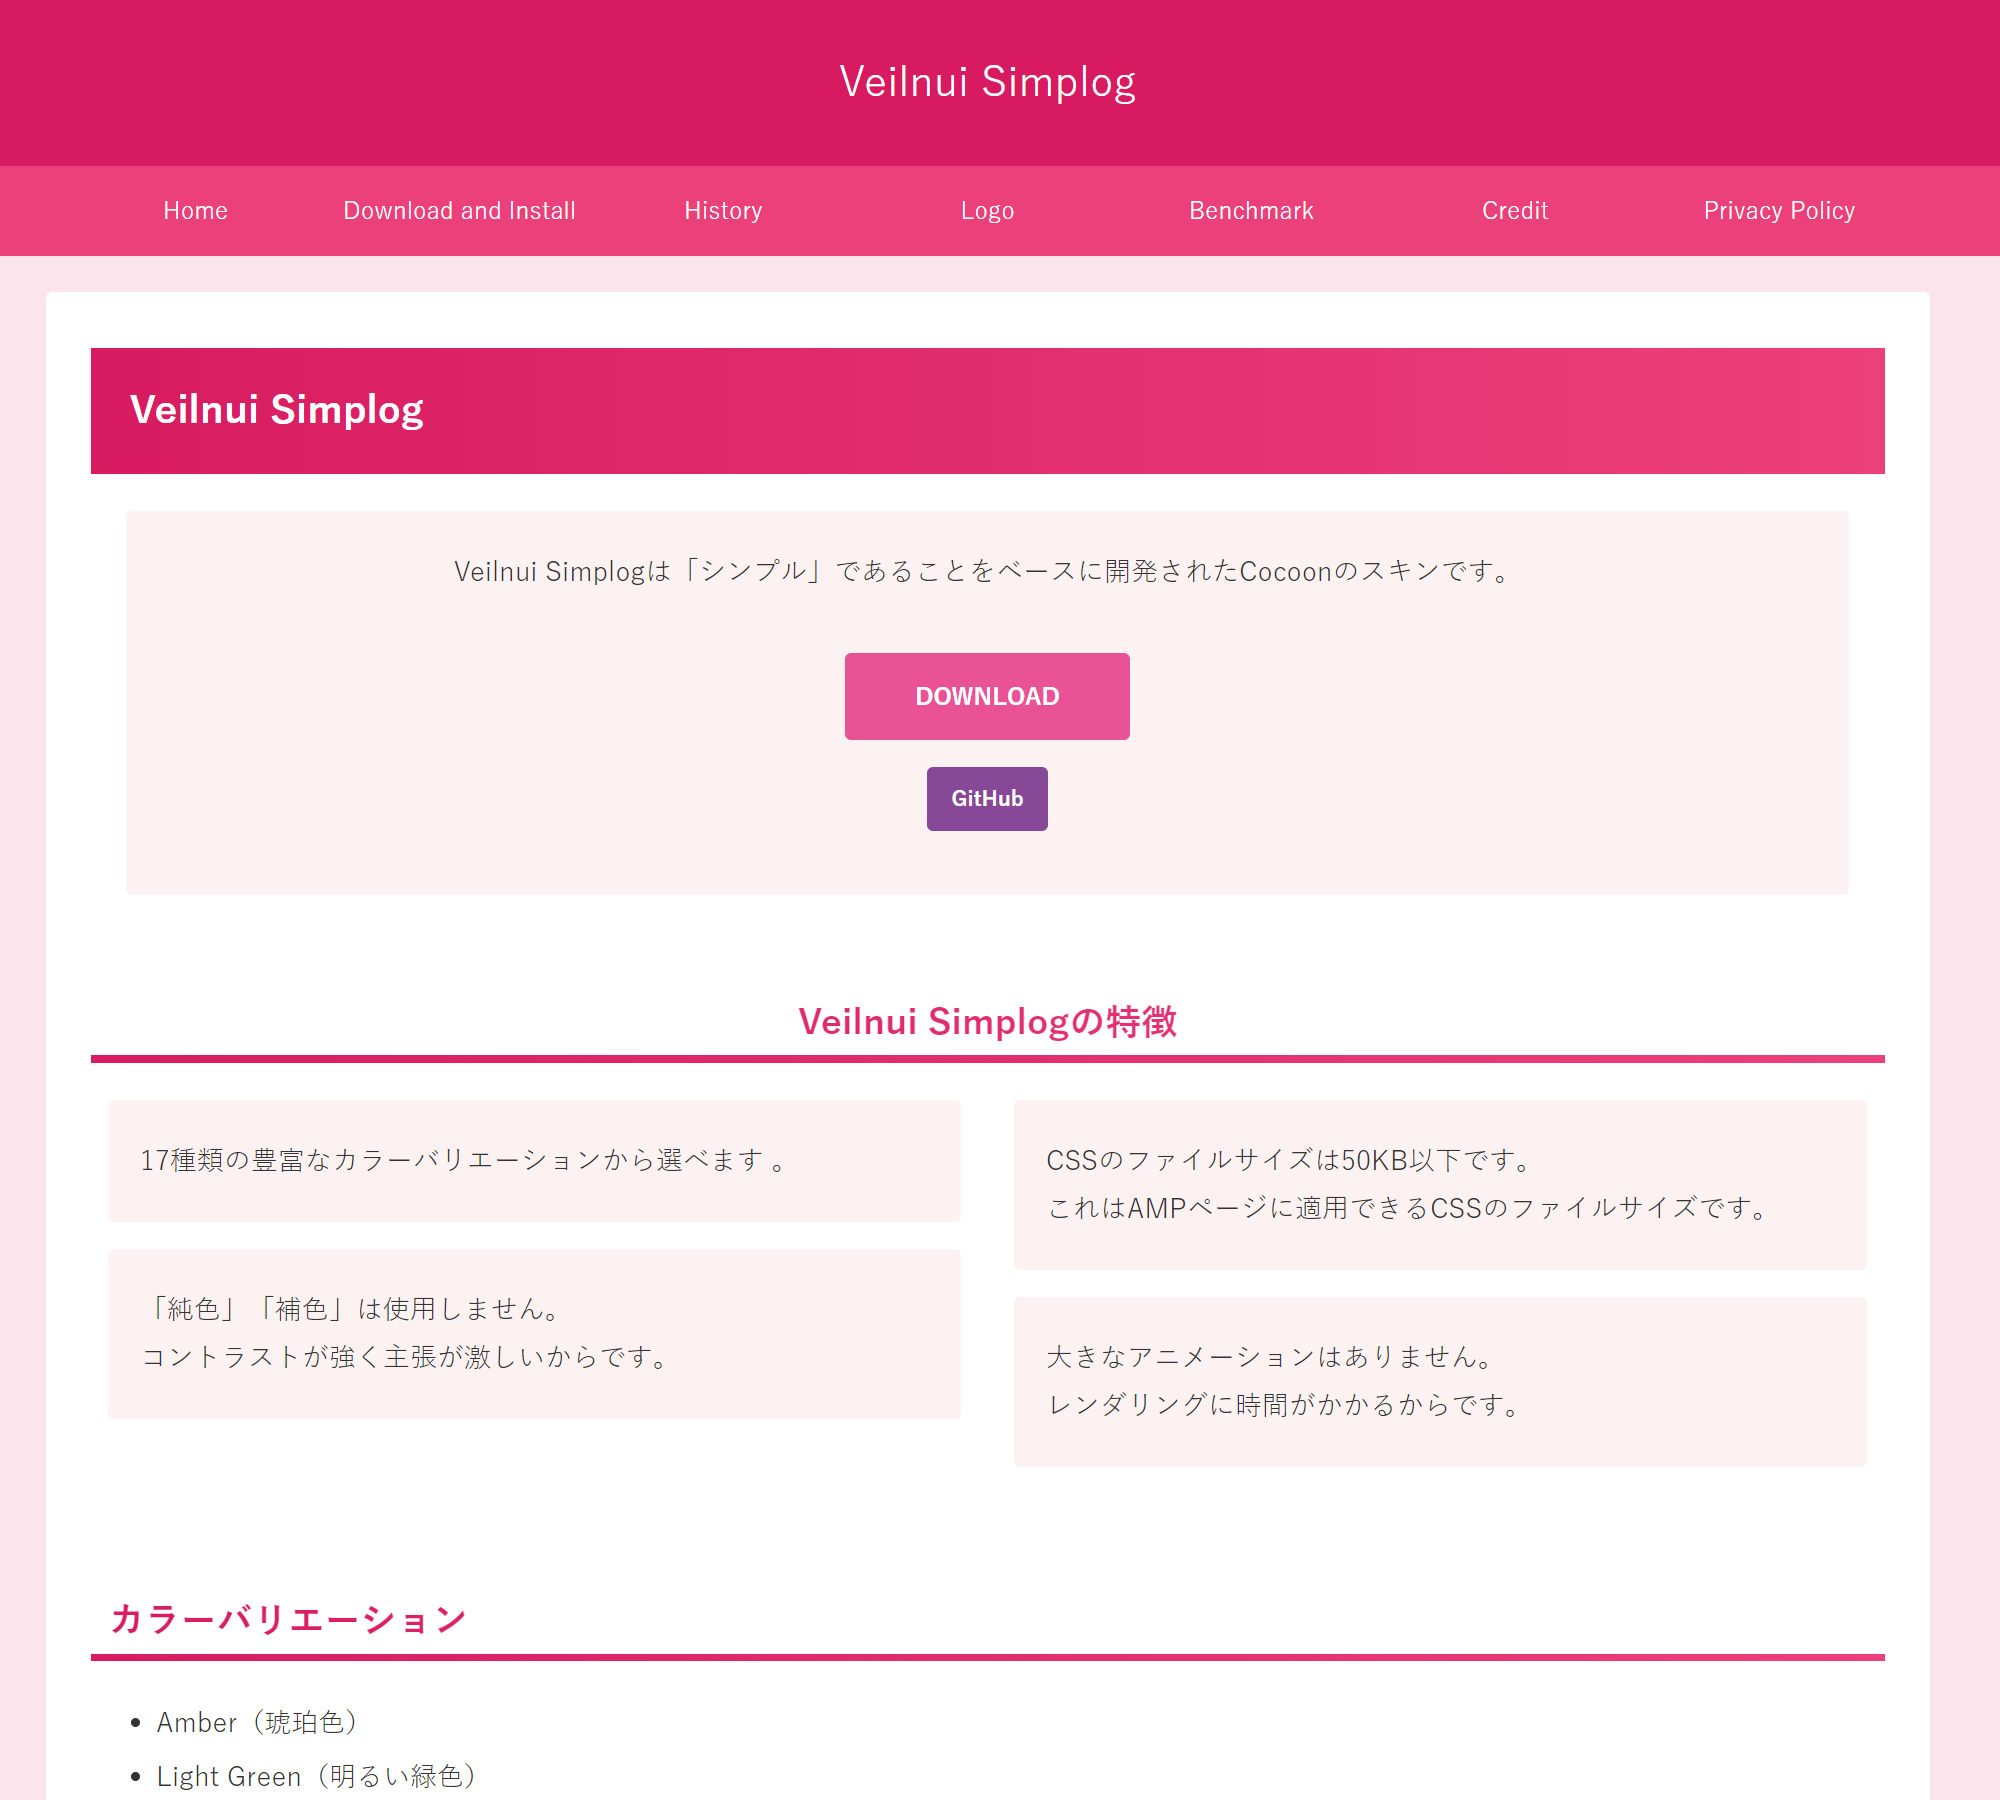 Veilnui Simplog
Home
Download and Install
History
Logo
Benchmark
Credit
Privacy Policy
Veilnui Simplog
Veilnui Simplogは「シンプル」であることをベースに開発されたCocoonのスキンです。
DOWNLOAD
GitHub
Veilnui Simplogの特徴
17種類の豊富なカラーバリエーションから選べます 。
「純色」「補色」は使用しません。
コントラストが強く主張が激しいからです。
CSSのファイルサイズは50KB以下です。
これはAMPページに適用できるCSSのファイルサイズです。
大きなアニメーションはありません。
レンダリングに時間がかかるからです。
カラーバリエーション
Amber（琥珀色）
Light Green（明るい緑色）